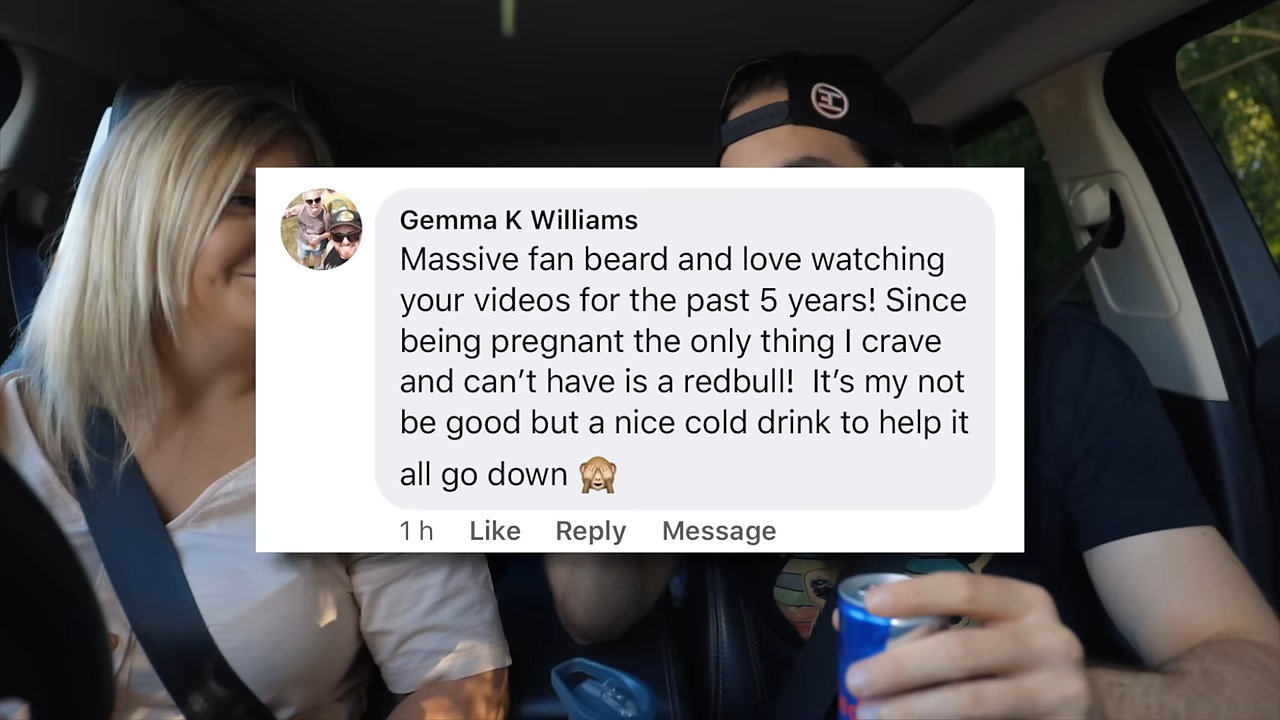 Gemma K Williams
Massive fan beard and love watching
your videos for the past 5 years! Since
being pregnant the only thing I crave
and can’t have is a redbull!  It’s my not
be good but a nice cold drink to help it
all go down 🙈
1 h Like Reply Message